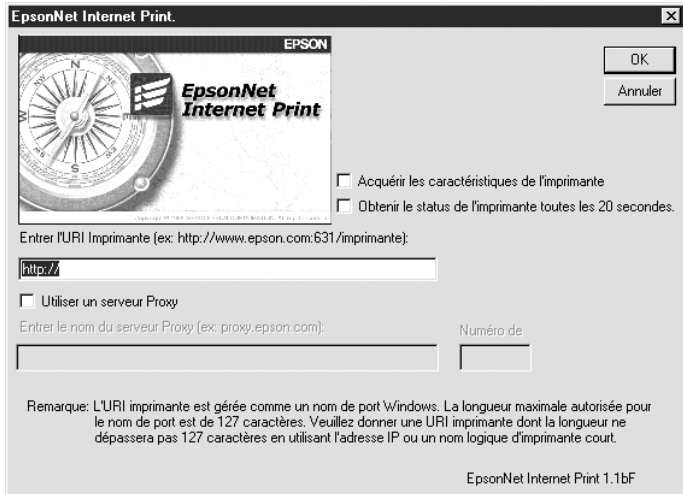 EpsonNet Internet Print.
EPSON
EpsonNet
Internet Print
OK
Annuler
N
S
Acquérir les caractéristiques de l'imprimante
Obtenir le status de l'imprimante toutes les 20 secondes.
Entrer l'URI Imprimante (ex: http://www.epson.com:631/imprimante):
http://
Utiliser un serveur Proxy
Entrer le nom du serveur Proxy (ex: proxy.epson.com):
Numéro de
Remarque: L'URI imprimante est gérée comme un nom de port Windows. La longueur maximale autorisée pour
le nom de port est de 127 caractères. Veuillez donner une URI imprimante dont la longueur ne
dépassera pas 127 caractères en utilisant l'adresse IP ou un nom logique d'imprimante court.
EpsonNet Internet Print 1.1bF